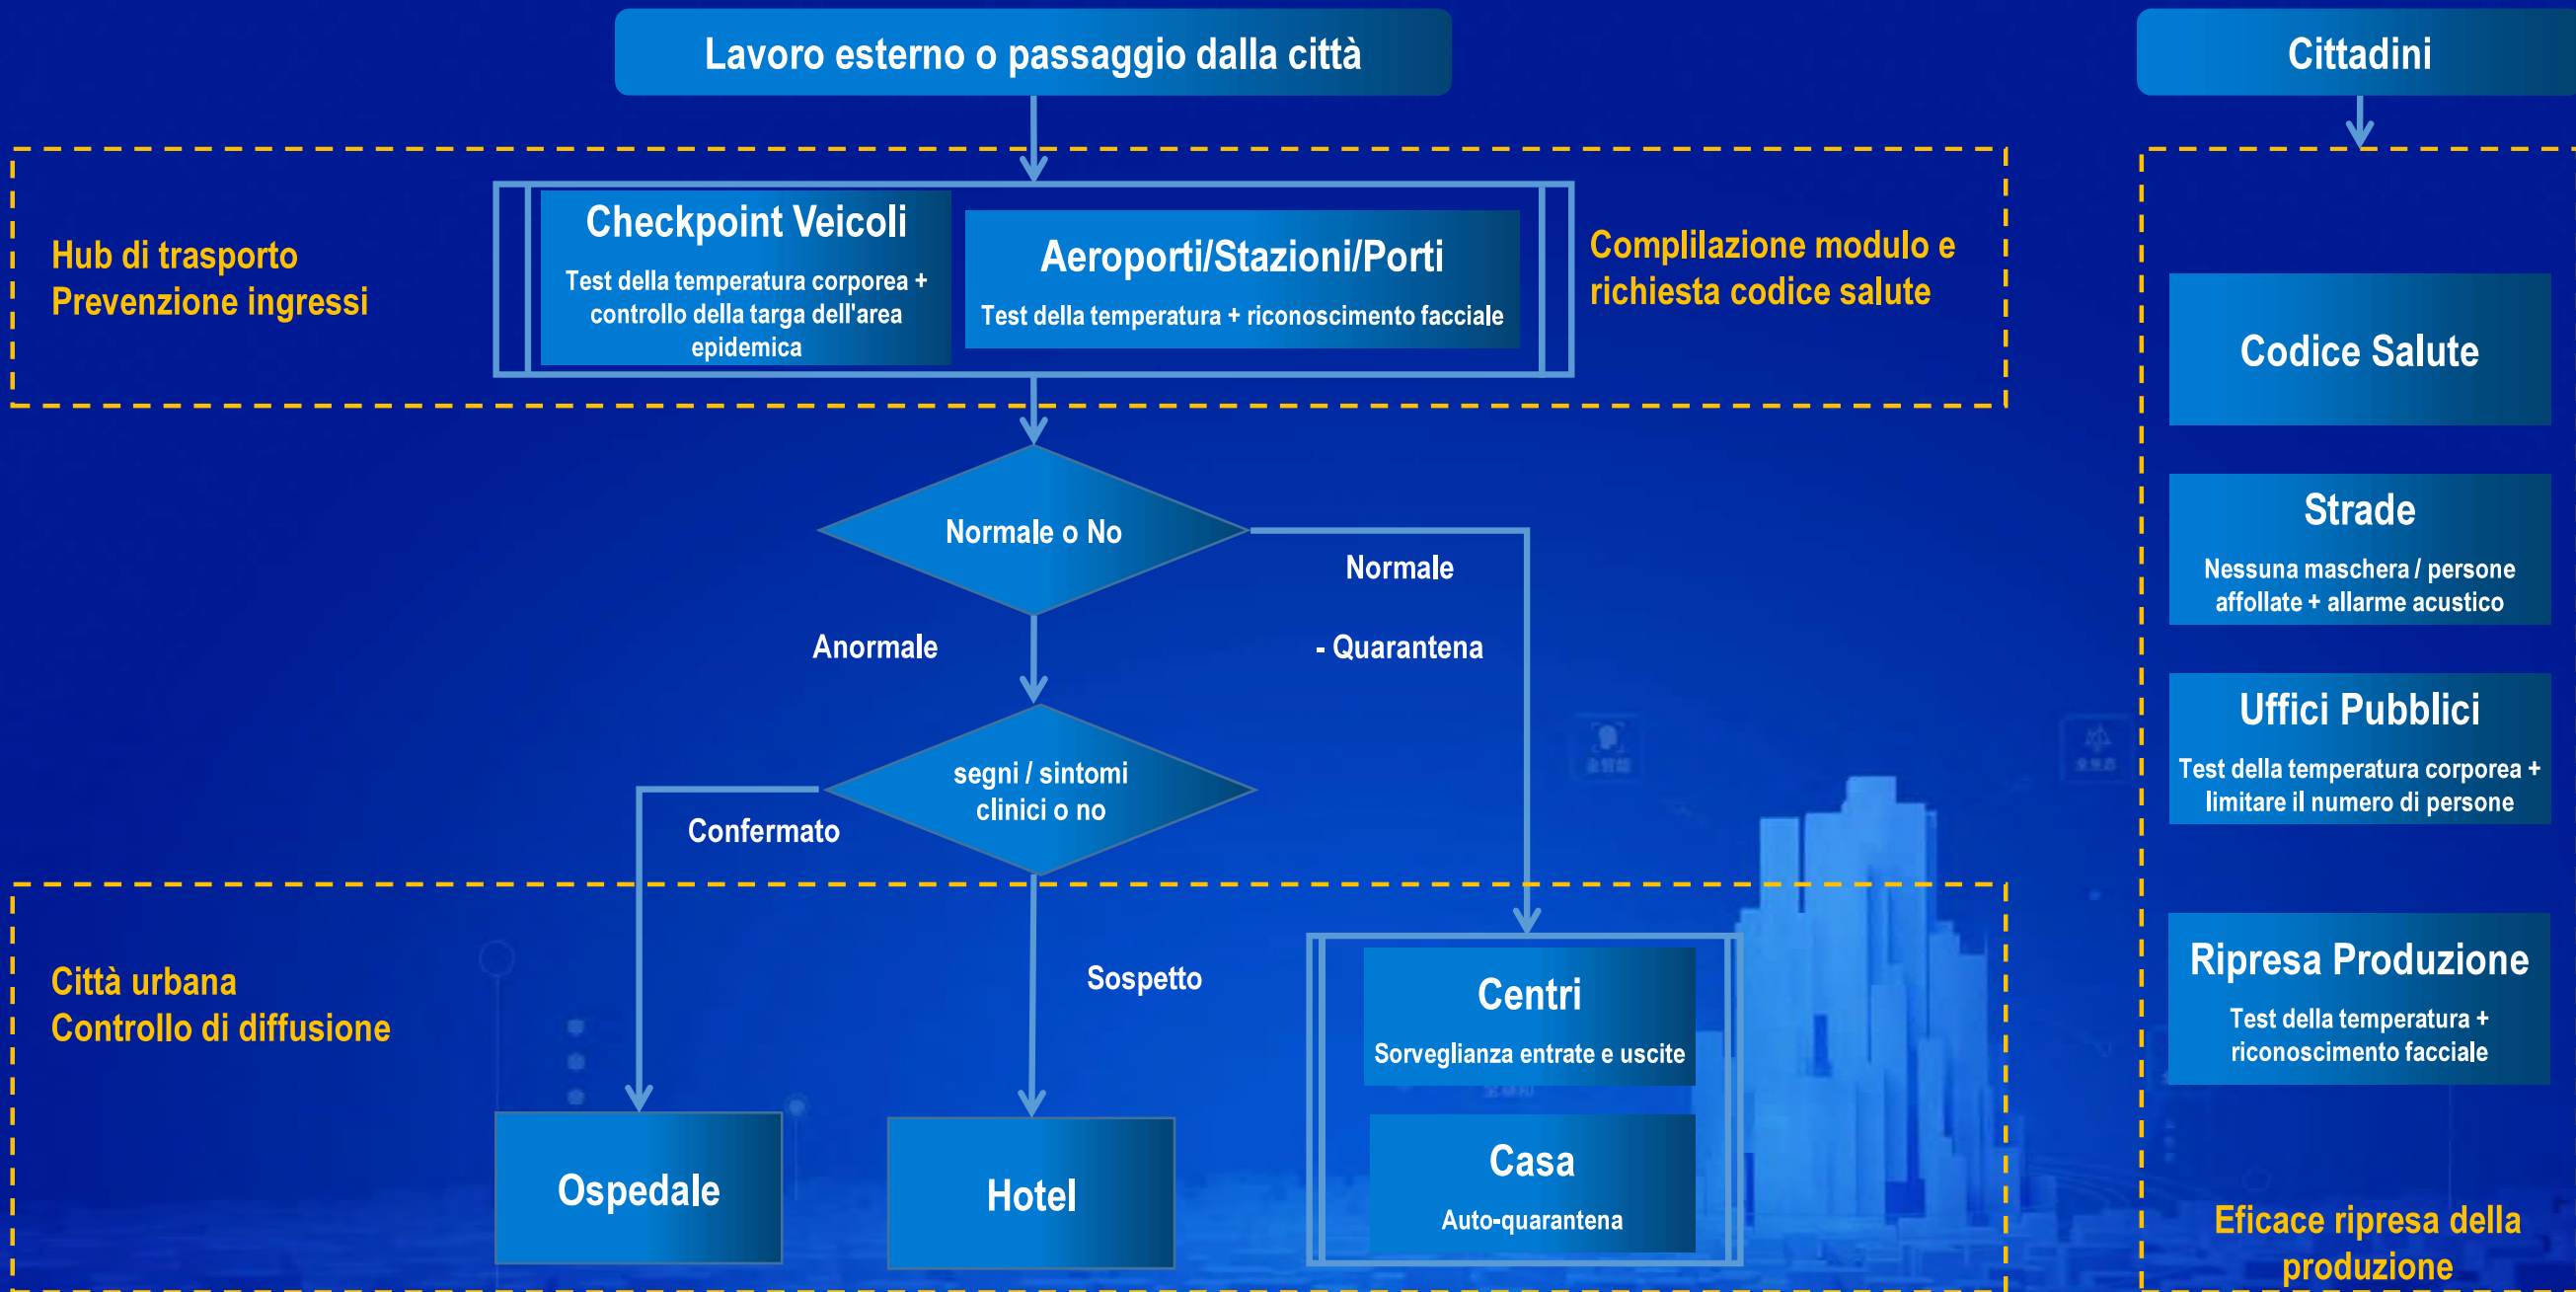 Lavoro esterno o passaggio dalla città
Cittadini
Hub di trasporto
Prevenzione ingressi
Checkpoint Veicoli
Test della temperatura corporea +
controllo della targa dell'area
epidemica
Aeroporti/Stazioni/Porti
Test della temperatura + riconoscimento facciale
Complilazione modulo e
richiesta codice salute
Codice Salute
Strade
Nessuna maschera / persone
affollate + allarme acustico
Normale o No
Normale
- Quarantena
Anormale
Uffici Pubblici
Test della temperatura corporea +
limitare il numero di persone
segni / sintomi
clinici o no
Confermato
Sospetto
Città urbana
Controllo di diffusione
Centri
Sorveglianza entrate e uscite
Ripresa Produzione
Test della temperatura +
riconoscimento facciale
Ospedale
Hotel
Casa
Auto-quarantena
Eficace ripresa della
produzione